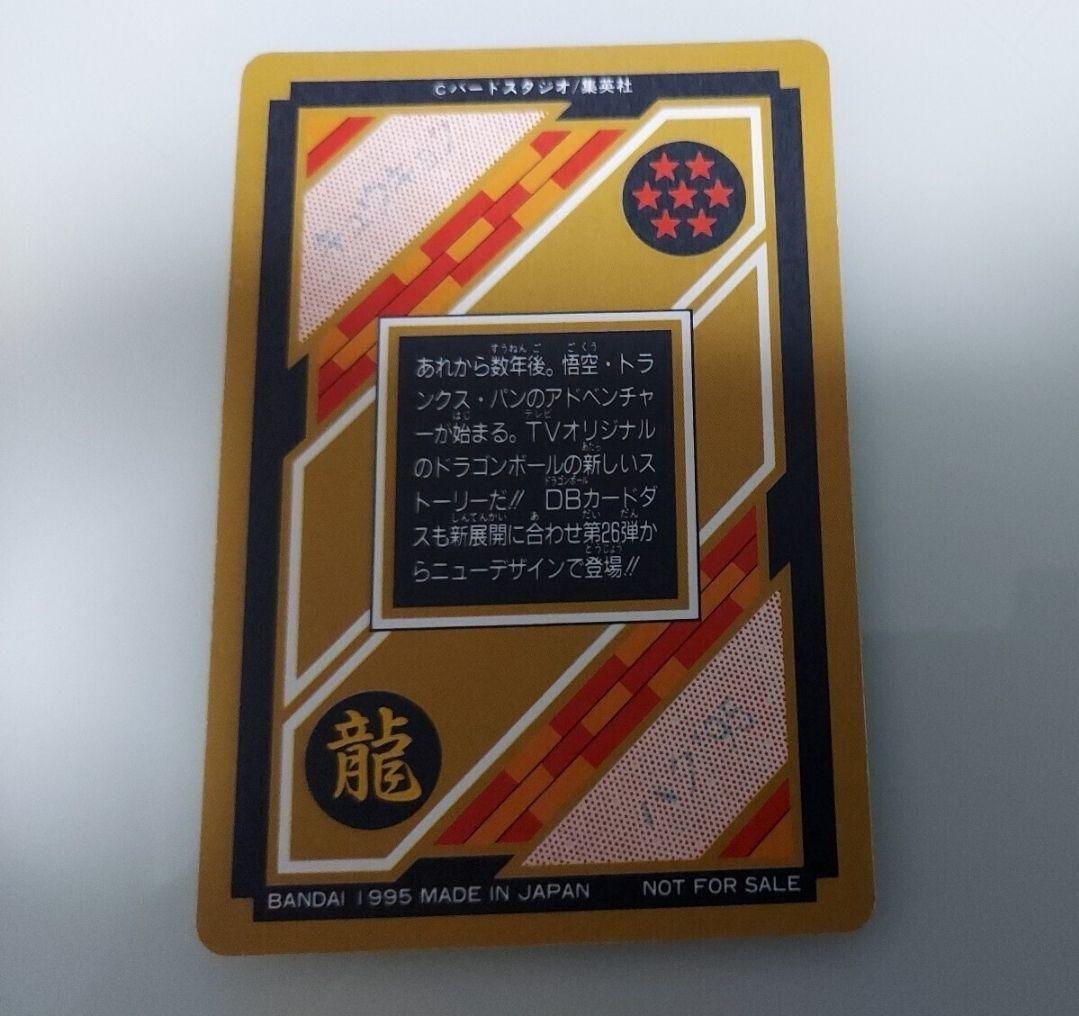 ©バードスタジオ/集英社
あれから数年後。悟空・トラ
ンクス・パンのアドベンチャ
ーが始まる。TVオリジナル
のドラゴンボールの新しいス
トーリーだ!! DBカードダ
スも新展開に合わせ第26弾か
らニューデザインで登場!!
龍
BANDAI 1995 MADE IN JAPAN NOT FOR SALE